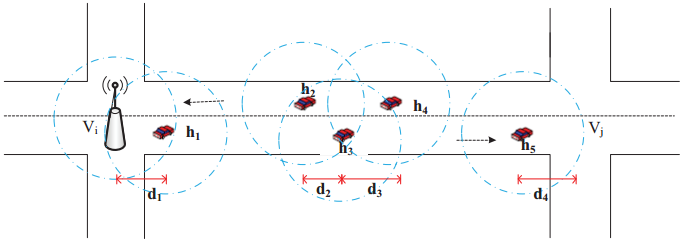 h₂
h₄
Vᵢ
h₁
h₃
h₅
Vⱼ
d₁
d₂
d₃
d₄